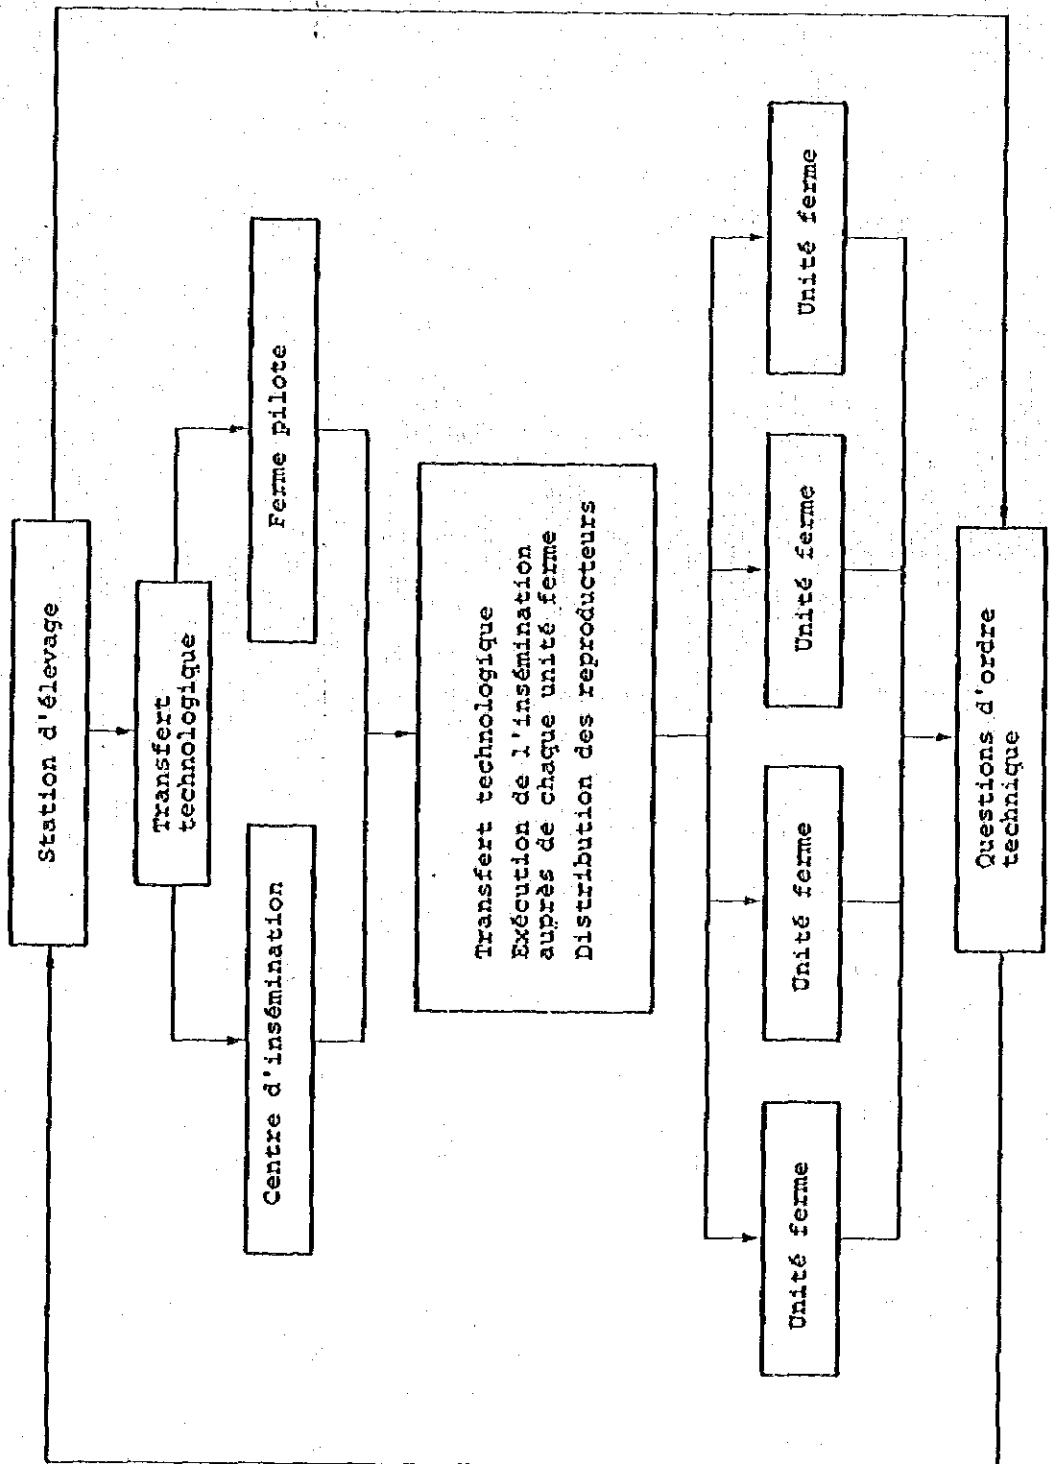 Station d'élevage
Transfert
technologique
Centre d'insémination
Ferme pilote
Transfert technologique
Exécution de l'insémination
auprès de chaque unité ferme
Distribution des reproducteurs
Unité ferme
Unité ferme
Unité ferme
Unité ferme
Questions d'ordre
technique